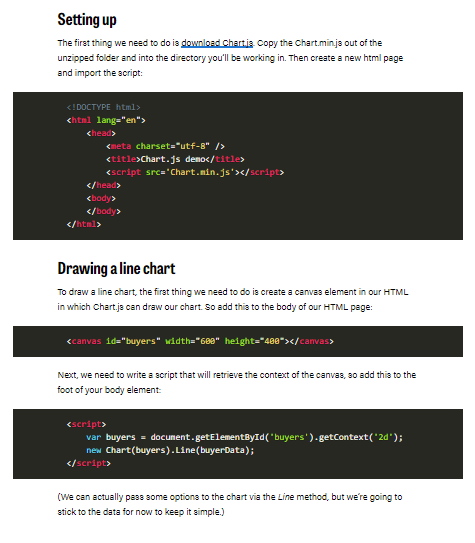 Setting up
The first thing we need to do is download Chart.js. Copy the Chart.min.js out of the
unzipped folder and into the directory you'll be working in. Then create a new html page
and import the script:
<!DOCTYPE html>
<html lang="en">
    <head>
        <meta charset="utf-8" />
        <title>Chart.js demo</title>
        <script src='Chart.min.js'></script>
    </head>
    <body>
    </body>
</html>
Drawing a line chart
To draw a line chart, the first thing we need to do is create a canvas element in our HTML
in which Chart.js can draw our chart. So add this to the body of our HTML page:
<canvas id="buyers" width="600" height="400"></canvas>
Next, we need to write a script that will retrieve the context of the canvas, so add this to the
foot of your body element:
<script>
    var buyers = document.getElementById('buyers').getContext('2d');
    new Chart(buyers).Line(buyerData);
</script>
(We can actually pass some options to the chart via the Line method, but we're going to
stick to the data for now to keep it simple.)